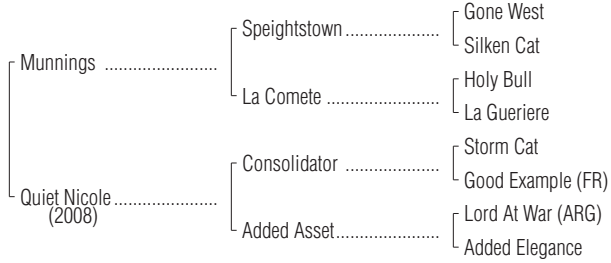 Gone West
Speightstown
Silken Cat
Munnings
Holy Bull
La Comete
La Gueriere
Storm Cat
Consolidator
Good Example (FR)
Quiet Nicole
(2008)
Lord At War (ARG)
Added Asset
Added Elegance